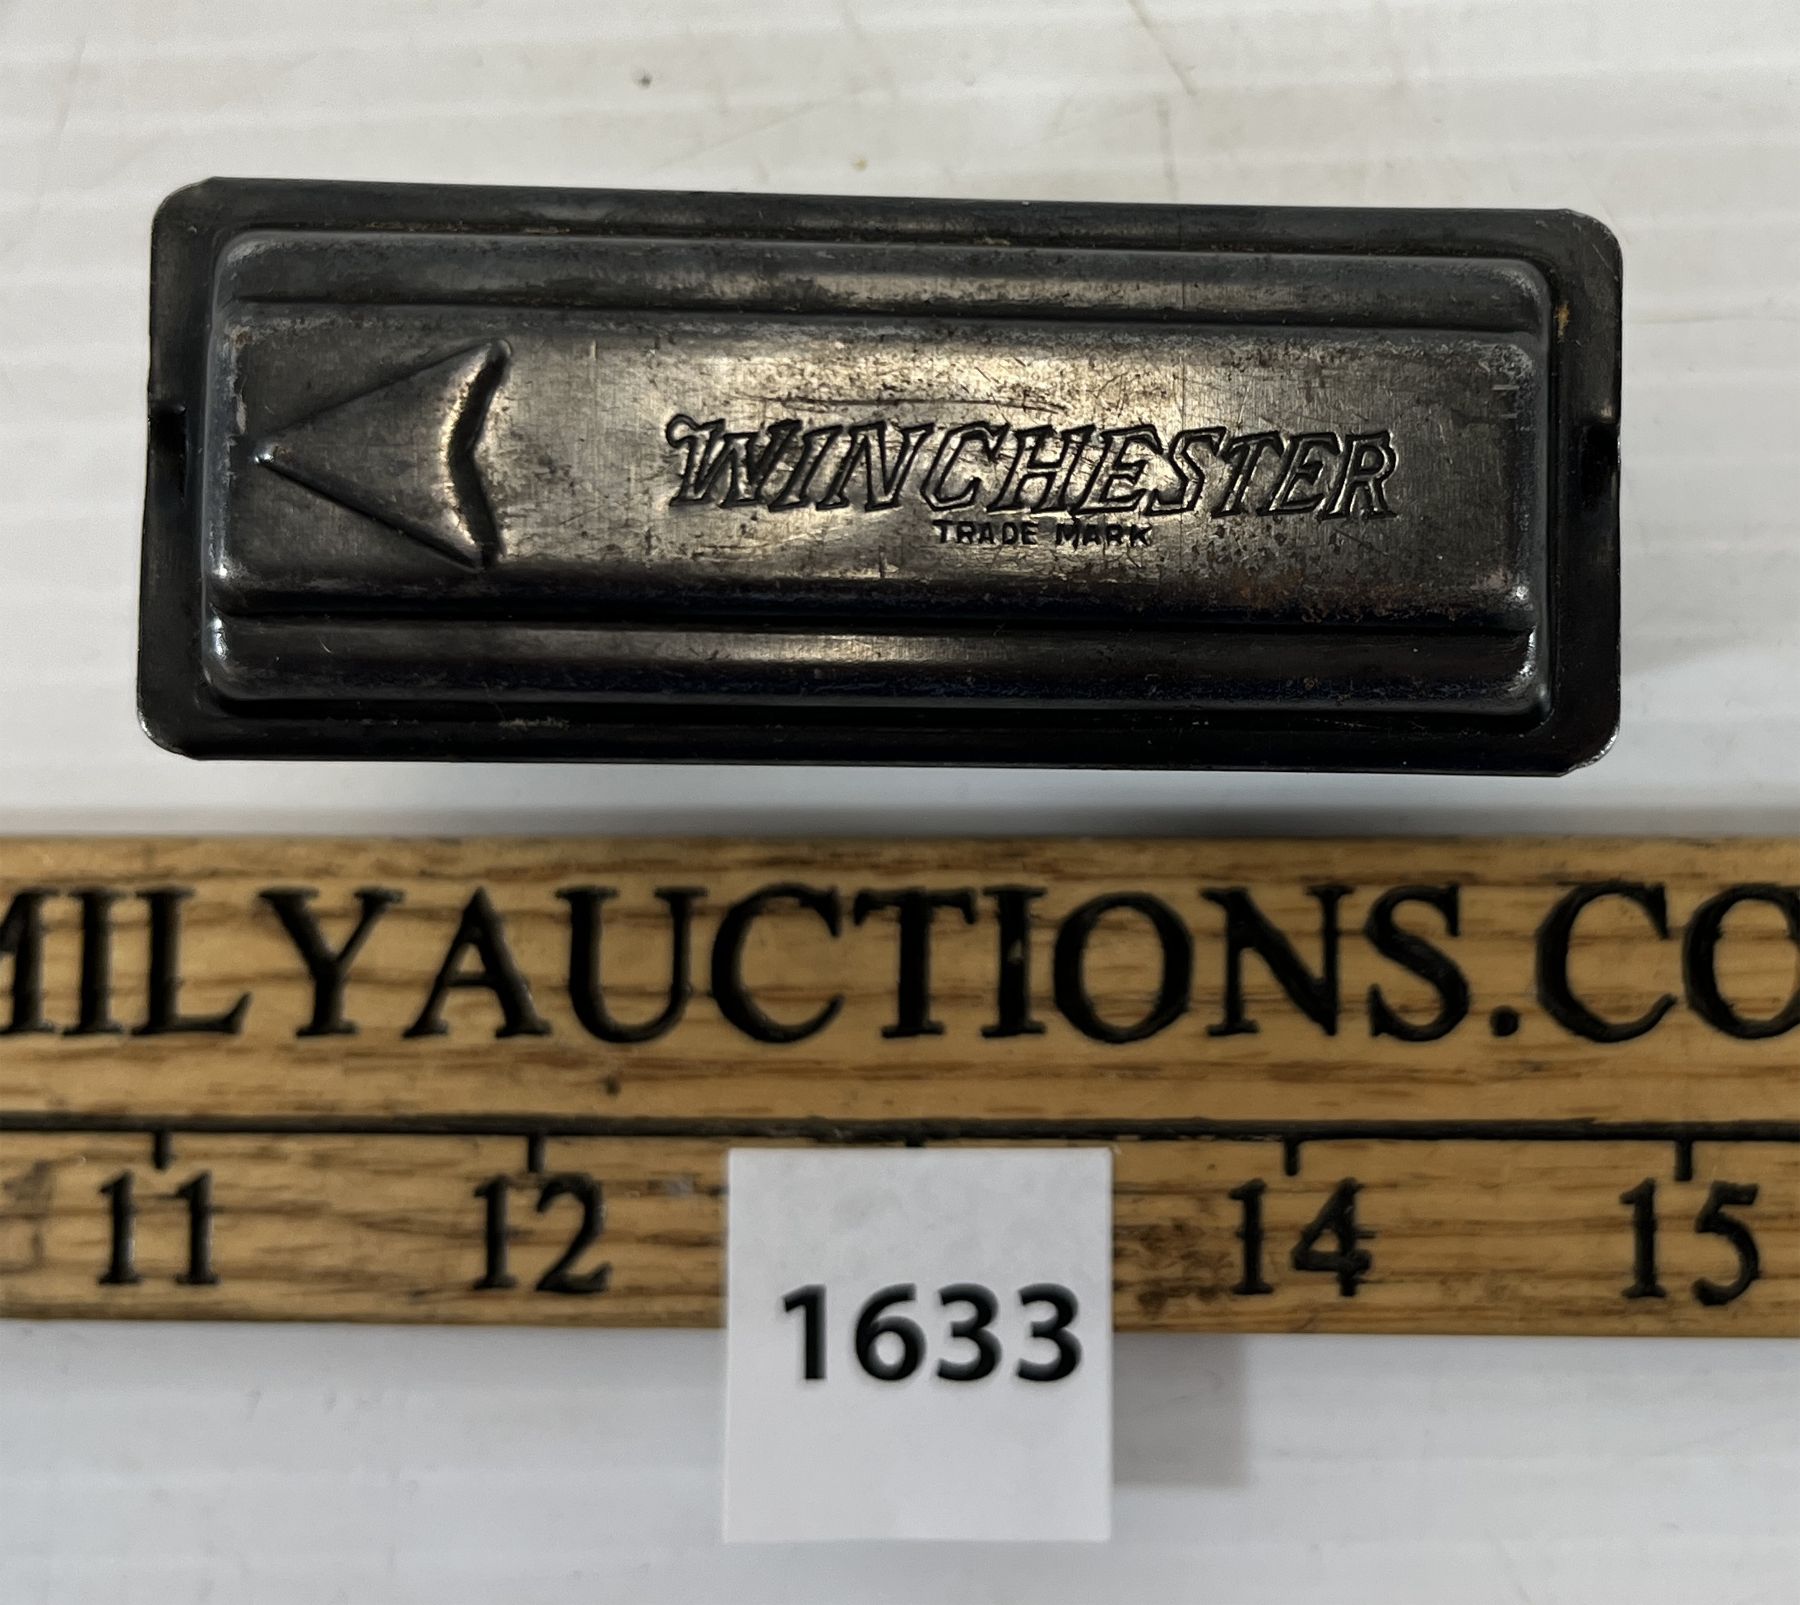 WINCHESTER
TRADE MARK
MILYAUCTIONS.CO
11 12 14 15
1633